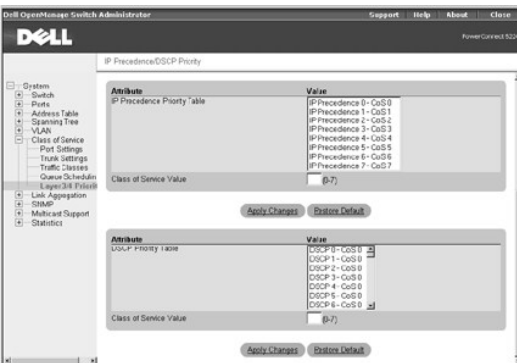 Dell OpenManage Switch Administrator
Support Help About Close
DELL
PowerConnect 522
IP Precedence/DSCP Priority
System
Switch
Ports
Address Table
Spanning Tree
VLAN
Class of Service
Port Settings
Trunk Settings
Traffic Classes
Queue Schedulin
Layer3/4 Priorit
Link Aggregation
SNMP
Multicast Support
Statistics
Attribute Value
IP Precedence Priority Table
IP Precedence 0 - CoS 0
IP Precedence 1 - CoS 1
IP Precedence 2 - CoS 2
IP Precedence 3 - CoS 3
IP Precedence 4 - CoS 4
IP Precedence 5 - CoS 5
IP Precedence 6 - CoS 6
IP Precedence 7 - CoS 7
Class of Service Value (0-7)
Apply Changes Restore Default
Attribute Value
DSCP Priority Table
DSCP 0 - CoS 0
DSCP 1 - CoS 0
DSCP 2 - CoS 0
DSCP 3 - CoS 0
DSCP 4 - CoS 0
DSCP 5 - CoS 0
DSCP 6 - CoS 0
Class of Service Value (0-7)
Apply Changes Restore Default